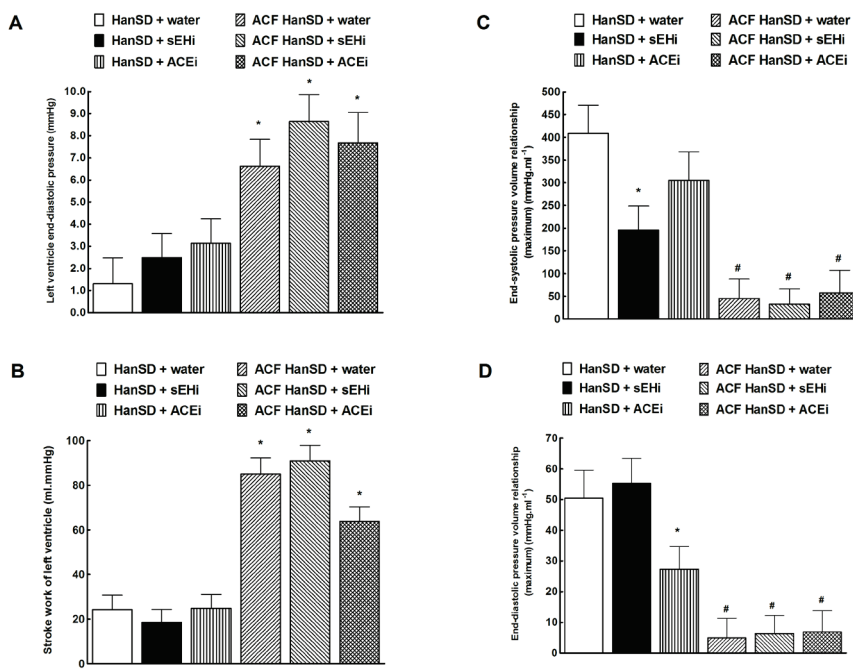 A
HanSD + water
ACF HanSD + water
HanSD + sEHi
ACF HanSD + sEHi
HanSD + ACEi
ACF HanSD + ACEi
Left ventricle end-diastolic pressure (mmHg)
10.0
9.0
8.0
7.0
6.0
5.0
4.0
3.0
2.0
1.0
0.0
*
*
*
B
HanSD + water
ACF HanSD + water
HanSD + sEHi
ACF HanSD + sEHi
HanSD + ACEi
ACF HanSD + ACEi
Stroke work of left ventricle (ml.mmHg)
100
80
60
40
20
0
*
*
*
C
HanSD + water
ACF HanSD + water
HanSD + sEHi
ACF HanSD + sEHi
HanSD + ACEi
ACF HanSD + ACEi
End-systolic pressure volume relationship
(maximum) (mmHg.ml⁻¹)
500
450
400
350
300
250
200
150
100
50
0
*
#
#
#
D
HanSD + water
ACF HanSD + water
HanSD + sEHi
ACF HanSD + sEHi
HanSD + ACEi
ACF HanSD + ACEi
End-diastolic pressure volume relationship
(maximum) (mmHg.ml⁻¹)
70
60
50
40
30
20
10
0
*
#
#
#